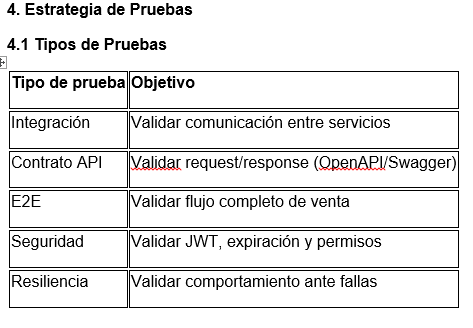 4. Estrategia de Pruebas
4.1 Tipos de Pruebas
Tipo de prueba Objetivo
Integración Validar comunicación entre servicios
Contrato API Validar request/response (OpenAPI/Swagger)
E2E Validar flujo completo de venta
Seguridad Validar JWT, expiración y permisos
Resiliencia Validar comportamiento ante fallas